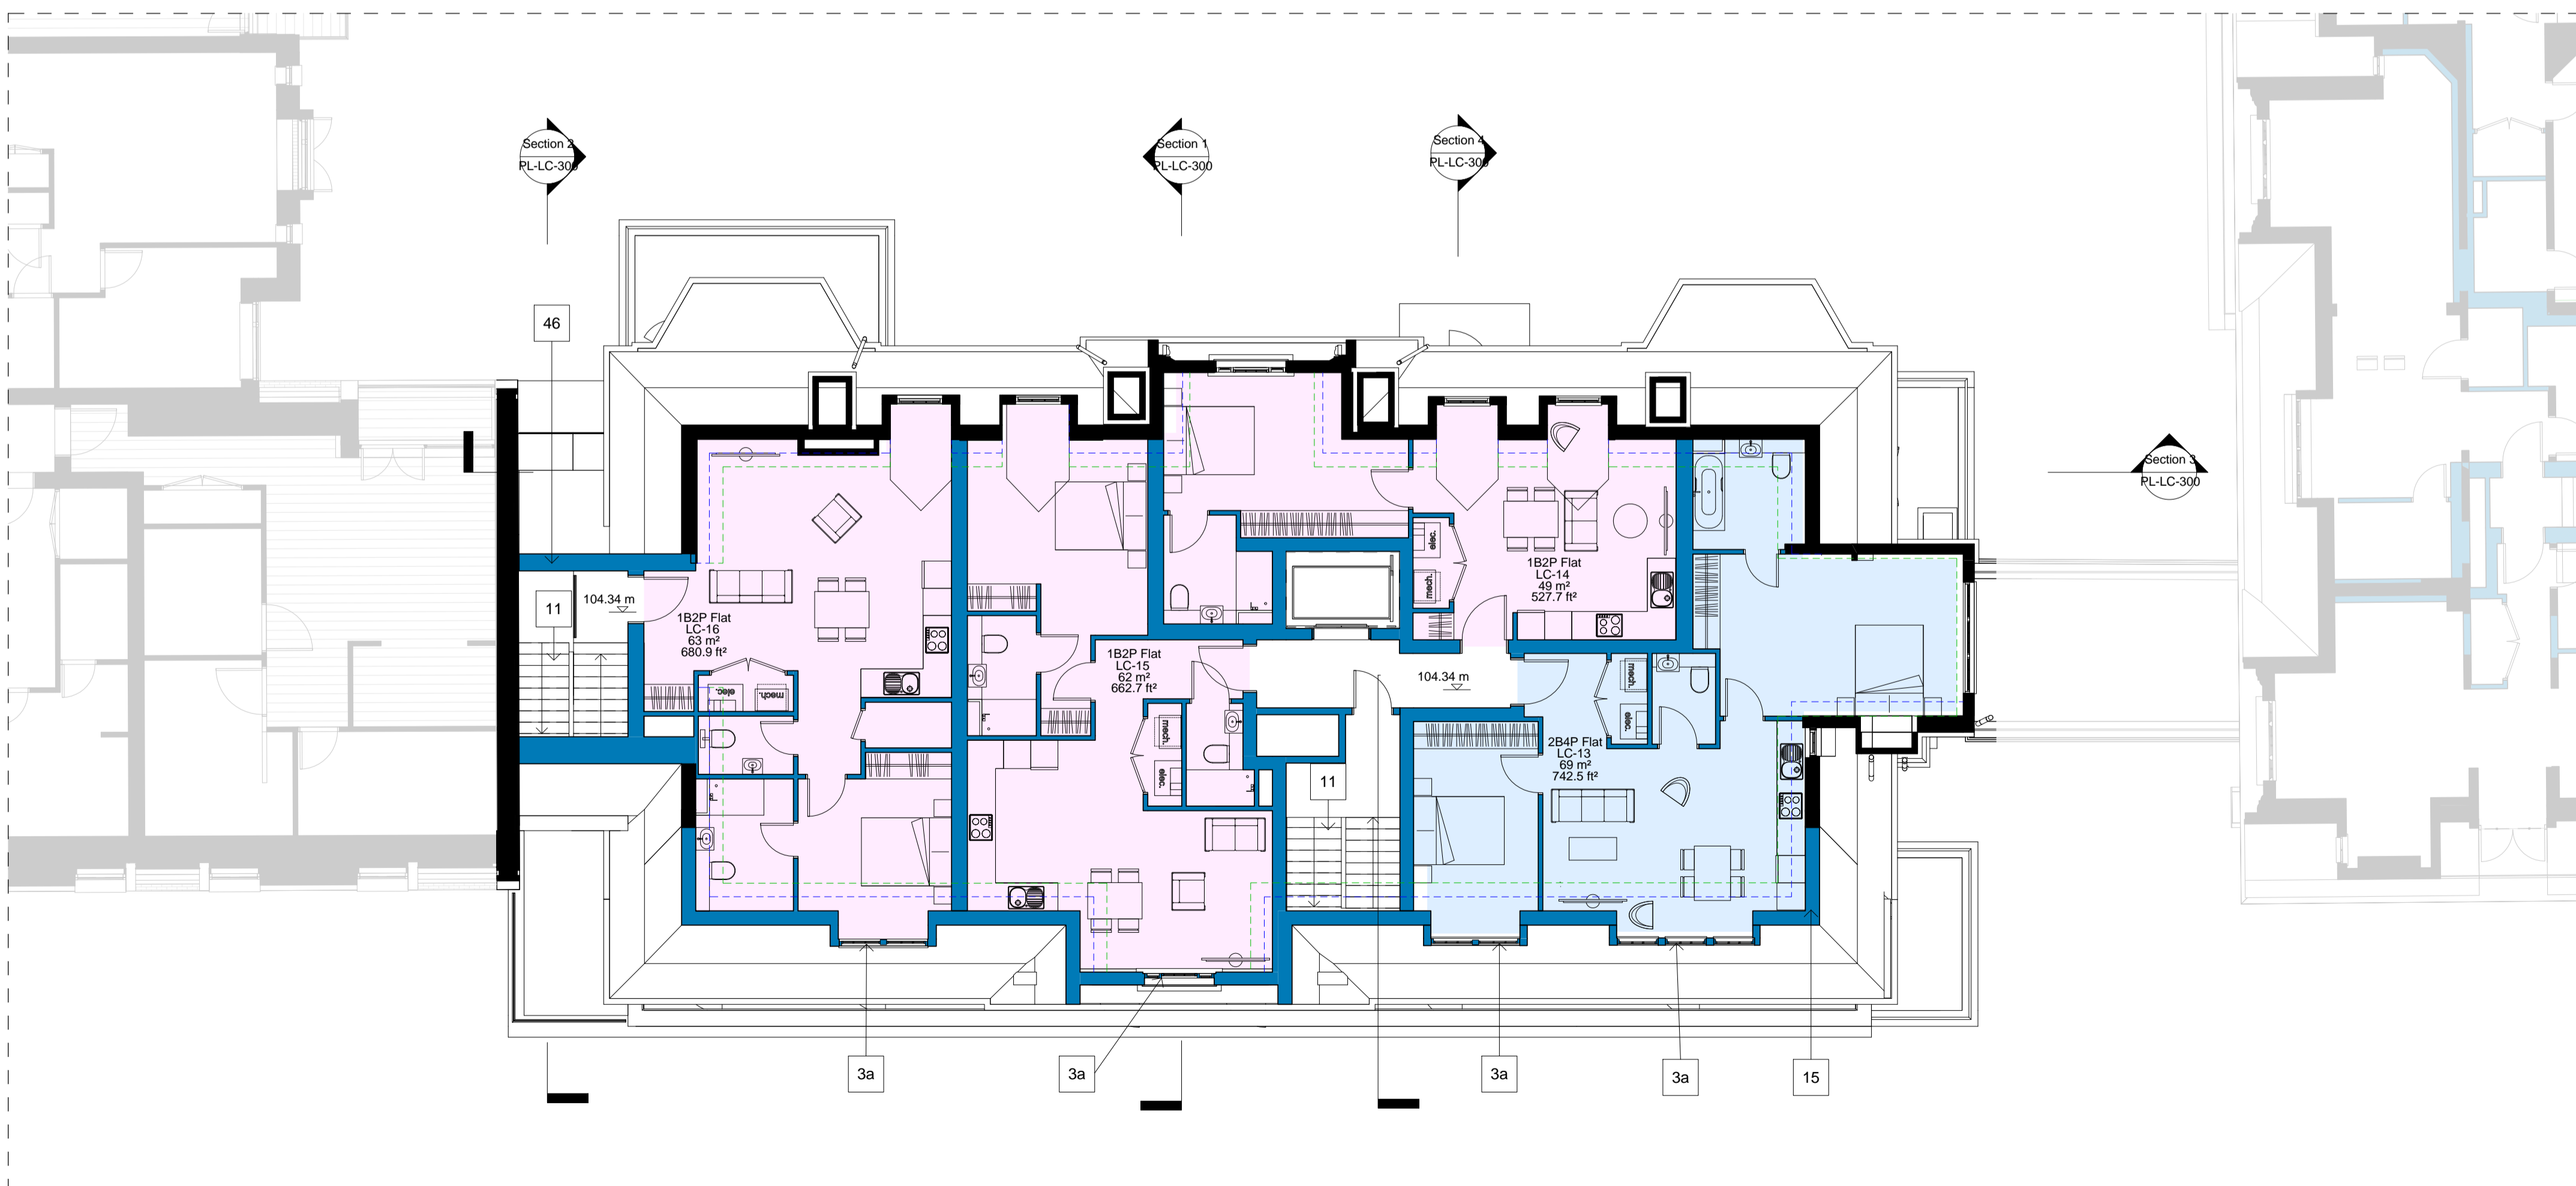 Section 2
PL-LC-300
Section 1
PL-LC-300
Section 4
PL-LC-300
46
Section 3
PL-LC-300
11
104.34 m
1B2P Flat
LC-16
63 m²
680.9 ft²
elec.
mech.
1B2P Flat
LC-15
62 m²
662.7 ft²
mech.
elec.
elec.
mech.
1B2P Flat
LC-14
49 m²
527.7 ft²
104.34 m
mech.
elec.
2B4P Flat
LC-13
69 m²
742.5 ft²
11
3a
3a
3a
3a
15